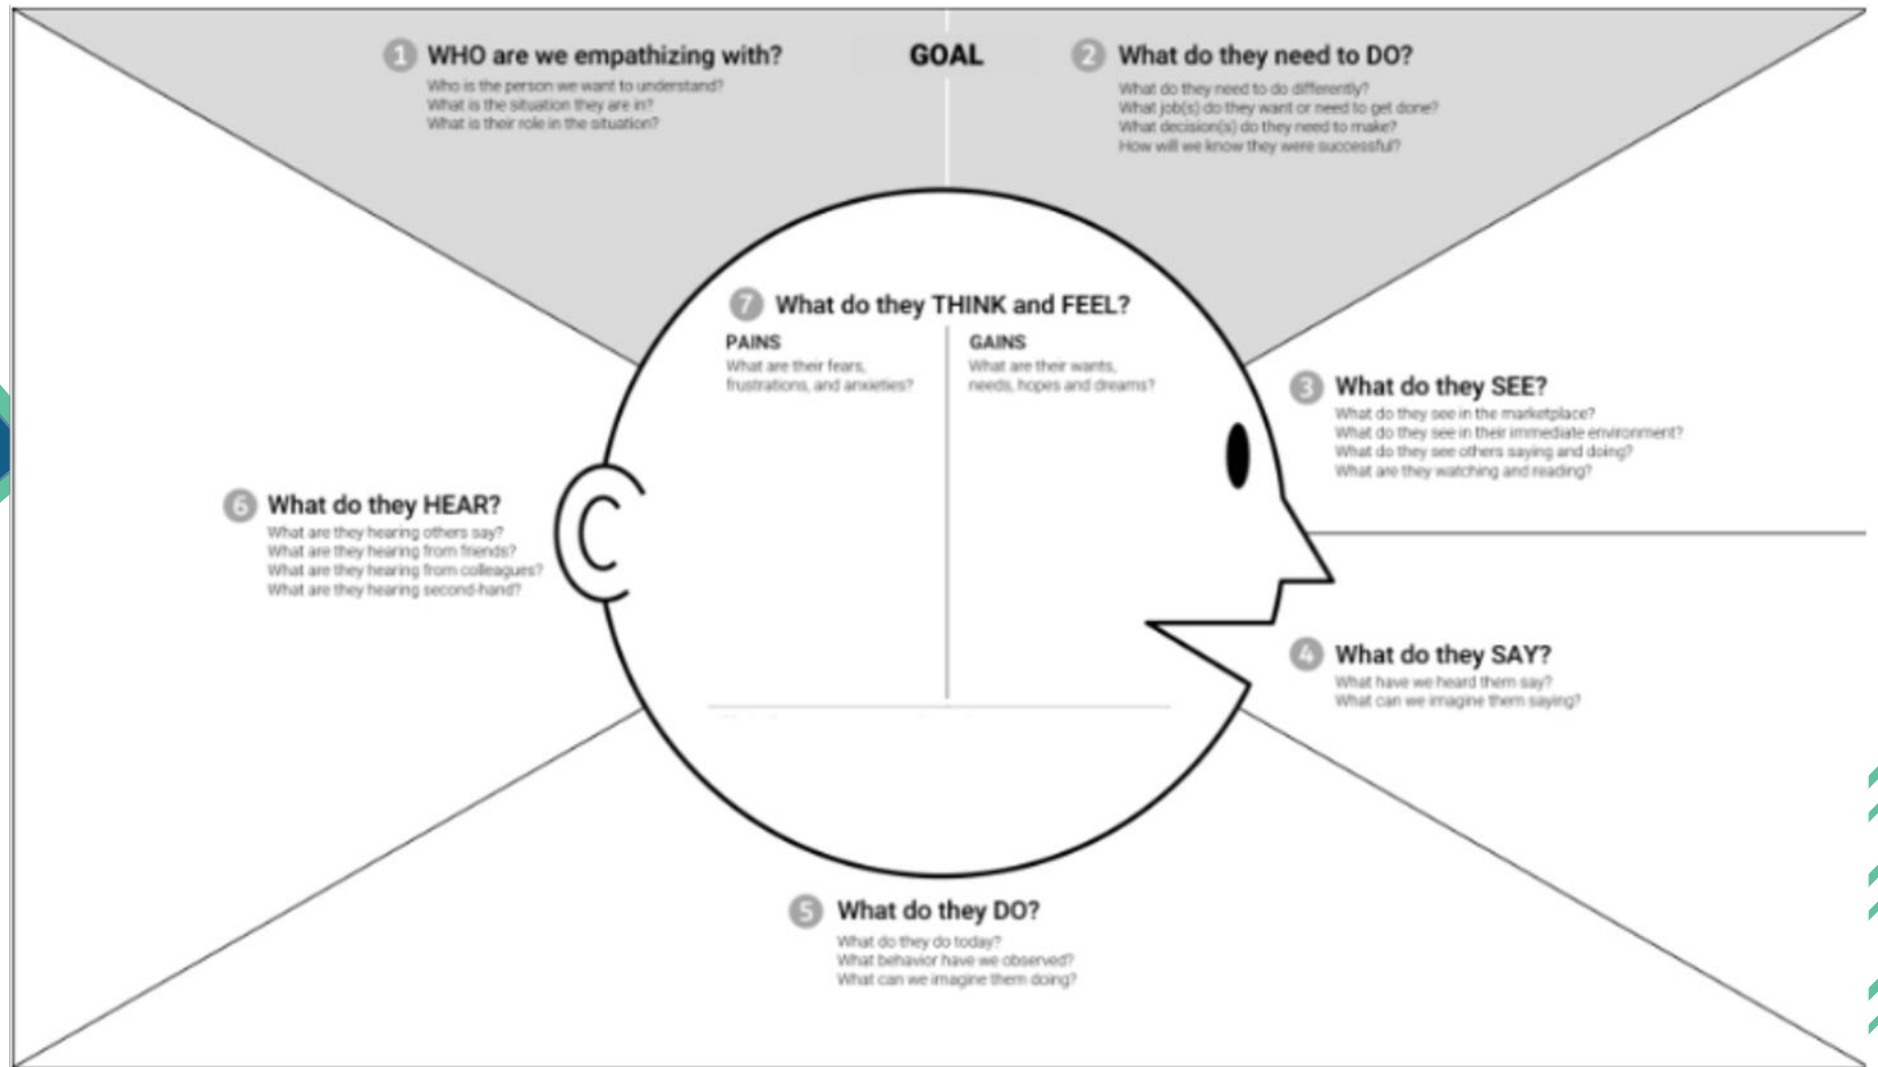 GOAL
1 WHO are we empathizing with?
Who is the person we want to understand?
What is the situation they are in?
What is their role in the situation?
2 What do they need to DO?
What do they need to do differently?
What job(s) do they want or need to get done?
What decision(s) do they need to make?
How will we know they were successful?
3 What do they SEE?
What do they see in the marketplace?
What do they see in their immediate environment?
What do they see others saying and doing?
What are they watching and reading?
4 What do they SAY?
What have we heard them say?
What can we imagine them saying?
5 What do they DO?
What do they do today?
What behavior have we observed?
What can we imagine them doing?
6 What do they HEAR?
What are they hearing others say?
What are they hearing from friends?
What are they hearing from colleagues?
What are they hearing second-hand?
7 What do they THINK and FEEL?
PAINS
What are their fears,
frustrations, and anxieties?
GAINS
What are their wants,
needs, hopes and dreams?